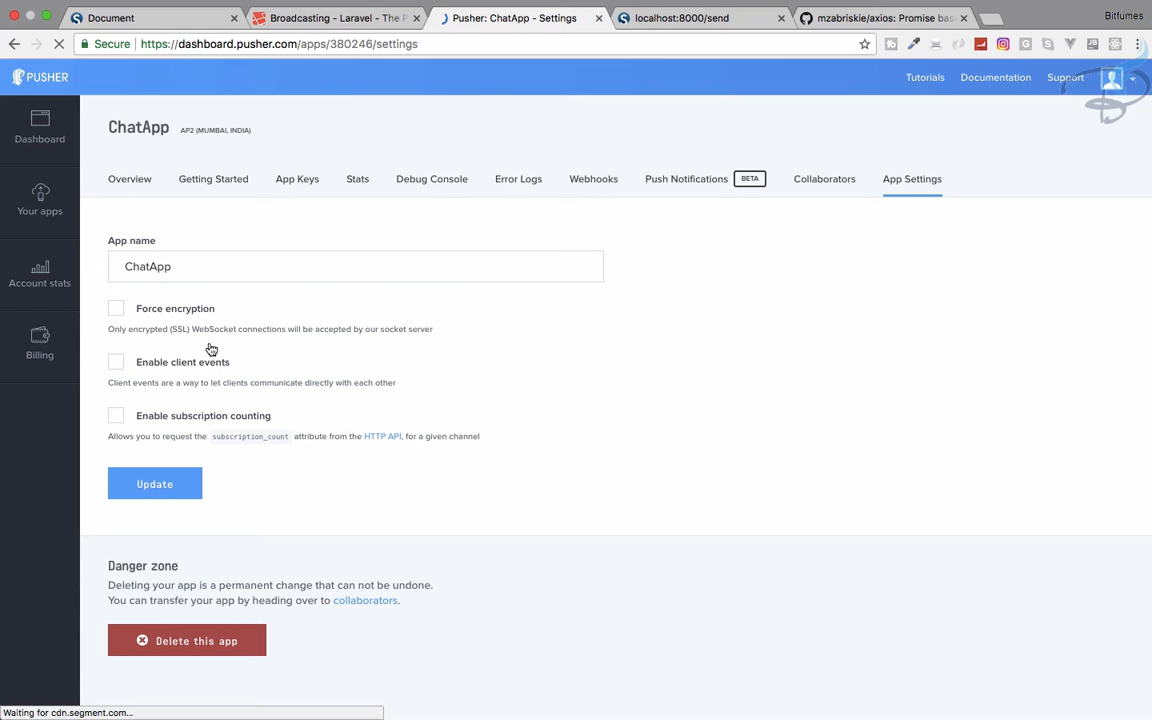 Document
Broadcasting - Laravel - The P
Pusher: ChatApp - Settings
localhost:8000/send
mzabriskie/axios: Promise bas
Bitfumes
Secure
https://dashboard.pusher.com/apps/380246/settings
PUSHER
Tutorials
Documentation
Support
Dashboard
Your apps
Account stats
Billing
ChatApp
AP2 (MUMBAI, INDIA)
Overview
Getting Started
App Keys
Stats
Debug Console
Error Logs
Webhooks
Push Notifications BETA
Collaborators
App Settings
App name
ChatApp
Force encryption
Only encrypted (SSL) WebSocket connections will be accepted by our socket server
Enable client events
Client events are a way to let clients communicate directly with each other
Enable subscription counting
Allows you to request the subscription_count attribute from the HTTP API, for a given channel
Update
Danger zone
Deleting your app is a permanent change that can not be undone.
You can transfer your app by heading over to collaborators.
Delete this app
Waiting for cdn.segment.com...